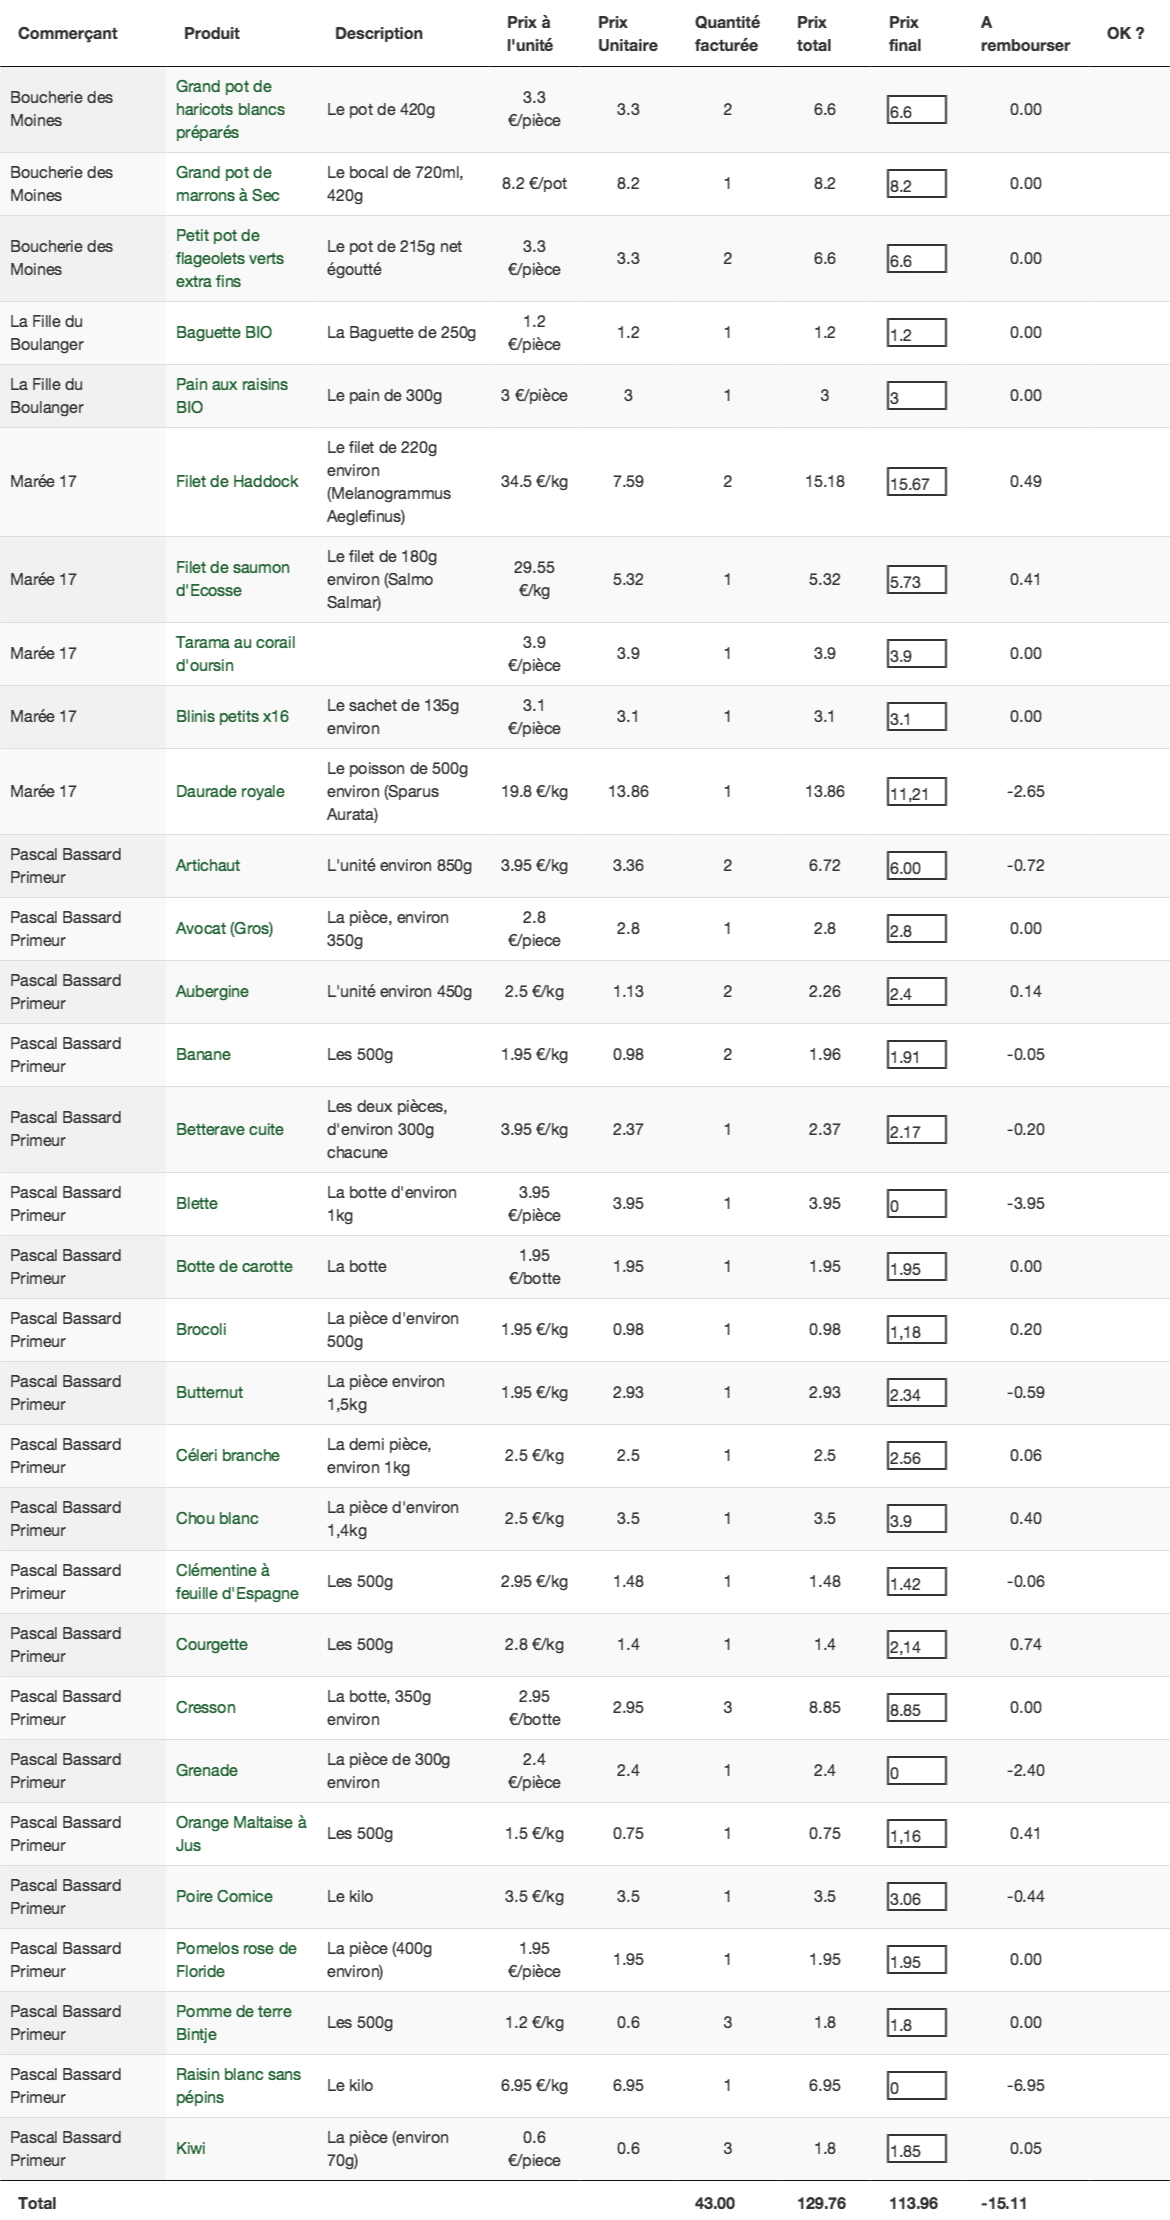 Commerçant Produit Description Prix à l'unité Prix Unitaire Quantité facturée Prix total Prix final A rembourser OK ?
Boucherie des Moines Grand pot de haricots blancs préparés Le pot de 420g 3.3 €/pièce 3.3 2 6.6 6.6 0.00
Boucherie des Moines Grand pot de marrons à Sec Le bocal de 720ml, 420g 8.2 €/pot 8.2 1 8.2 8.2 0.00
Boucherie des Moines Petit pot de flageolets verts extra fins Le pot de 215g net égoutté 3.3 €/pièce 3.3 2 6.6 6.6 0.00
La Fille du Boulanger Baguette BIO La Baguette de 250g 1.2 €/pièce 1.2 1 1.2 1.2 0.00
La Fille du Boulanger Pain aux raisins BIO Le pain de 300g 3 €/pièce 3 1 3 3 0.00
Marée 17 Filet de Haddock Le filet de 220g environ (Melanogrammus Aeglefinus) 34.5 €/kg 7.59 2 15.18 15.67 0.49
Marée 17 Filet de saumon d'Ecosse Le filet de 180g environ (Salmo Salmar) 29.55 €/kg 5.32 1 5.32 5.73 0.41
Marée 17 Tarama au corail d'oursin 3.9 €/pièce 3.9 1 3.9 3.9 0.00
Marée 17 Blinis petits x16 Le sachet de 135g environ 3.1 €/pièce 3.1 1 3.1 3.1 0.00
Marée 17 Daurade royale Le poisson de 500g environ (Sparus Aurata) 19.8 €/kg 13.86 1 13.86 11,21 -2.65
Pascal Bassard Primeur Artichaut L'unité environ 850g 3.95 €/kg 3.36 2 6.72 6.00 -0.72
Pascal Bassard Primeur Avocat (Gros) La pièce, environ 350g 2.8 €/piece 2.8 1 2.8 2.8 0.00
Pascal Bassard Primeur Aubergine L'unité environ 450g 2.5 €/kg 1.13 2 2.26 2.4 0.14
Pascal Bassard Primeur Banane Les 500g 1.95 €/kg 0.98 2 1.96 1.91 -0.05
Pascal Bassard Primeur Betterave cuite Les deux pièces, d'environ 300g chacune 3.95 €/kg 2.37 1 2.37 2.17 -0.20
Pascal Bassard Primeur Blette La botte d'environ 1kg 3.95 €/pièce 3.95 1 3.95 0 -3.95
Pascal Bassard Primeur Botte de carotte La botte 1.95 €/botte 1.95 1 1.95 1.95 0.00
Pascal Bassard Primeur Brocoli La pièce d'environ 500g 1.95 €/kg 0.98 1 0.98 1,18 0.20
Pascal Bassard Primeur Butternut La pièce environ 1,5kg 1.95 €/kg 2.93 1 2.93 2.34 -0.59
Pascal Bassard Primeur Céleri branche La demi pièce, environ 1kg 2.5 €/kg 2.5 1 2.5 2.56 0.06
Pascal Bassard Primeur Chou blanc La pièce d'environ 1,4kg 2.5 €/kg 3.5 1 3.5 3.9 0.40
Pascal Bassard Primeur Clémentine à feuille d'Espagne Les 500g 2.95 €/kg 1.48 1 1.48 1.42 -0.06
Pascal Bassard Primeur Courgette Les 500g 2.8 €/kg 1.4 1 1.4 2,14 0.74
Pascal Bassard Primeur Cresson La botte, 350g environ 2.95 €/botte 2.95 3 8.85 8.85 0.00
Pascal Bassard Primeur Grenade La pièce de 300g environ 2.4 €/pièce 2.4 1 2.4 0 -2.40
Pascal Bassard Primeur Orange Maltaise à Jus Les 500g 1.5 €/kg 0.75 1 0.75 1,16 0.41
Pascal Bassard Primeur Poire Comice Le kilo 3.5 €/kg 3.5 1 3.5 3.06 -0.44
Pascal Bassard Primeur Pomelos rose de Floride La pièce (400g environ) 1.95 €/pièce 1.95 1 1.95 1.95 0.00
Pascal Bassard Primeur Pomme de terre Bintje Les 500g 1.2 €/kg 0.6 3 1.8 1.8 0.00
Pascal Bassard Primeur Raisin blanc sans pépins Le kilo 6.95 €/kg 6.95 1 6.95 0 -6.95
Pascal Bassard Primeur Kiwi La pièce (environ 70g) 0.6 €/piece 0.6 3 1.8 1.85 0.05
Total 43.00 129.76 113.96 -15.11